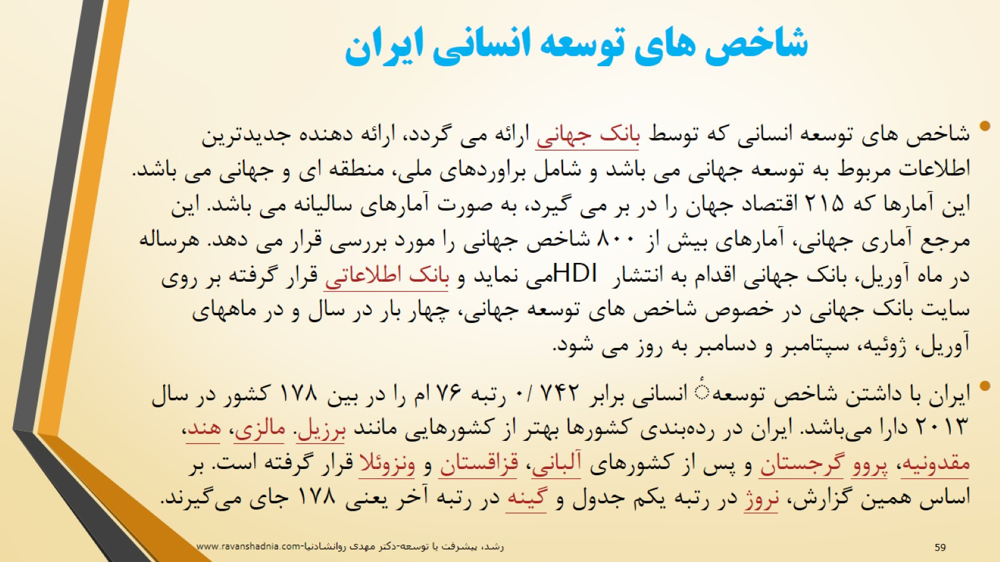 شاخص های توسعه انسانی ایران
• شاخص های توسعه انسانی که توسط بانک جهانی ارائه می گردد، ارائه دهنده جدیدترین
اطلاعات مربوط به توسعه جهانی می باشد و شامل براوردهای ملی، منطقه ای و جهانی می باشد.
این آمارها که ۲۱۵ اقتصاد جهان را در بر می گیرد، به صورت آمارهای سالیانه می باشد. این
مرجع آماری جهانی، آمارهای بیش از ۸۰۰ شاخص جهانی را مورد بررسی قرار می دهد. هرساله
در ماه آوریل، بانک جهانی اقدام به انتشار HDIمی نماید و بانک اطلاعاتی قرار گرفته بر روی
سایت بانک جهانی در خصوص شاخص های توسعه جهانی، چهار بار در سال و در ماههای
آوریل، ژوئیه، سپتامبر و دسامبر به روز می شود.
• ایران با داشتن شاخص توسعه ٔ انسانی برابر ۷۴۲ /۰ رتبه ۷۶ ام را در بین ۱۷۸ کشور در سال
۲۰۱۳ دارا می‌باشد. ایران در رده‌بندی کشورها بهتر از کشورهایی مانند برزیل. مالزی، هند،
مقدونیه، پروو گرجستان و پس از کشورهای آلبانی، قزاقستان و ونزوئلا قرار گرفته است. بر
اساس همین گزارش، نروژ در رتبه یکم جدول و گینه در رتبه آخر یعنی ۱۷۸ جای می‌گیرند.
رشد، پیشرفت یا توسعه-دکتر مهدی روانشادنیا-www.ravanshadnia.com
59